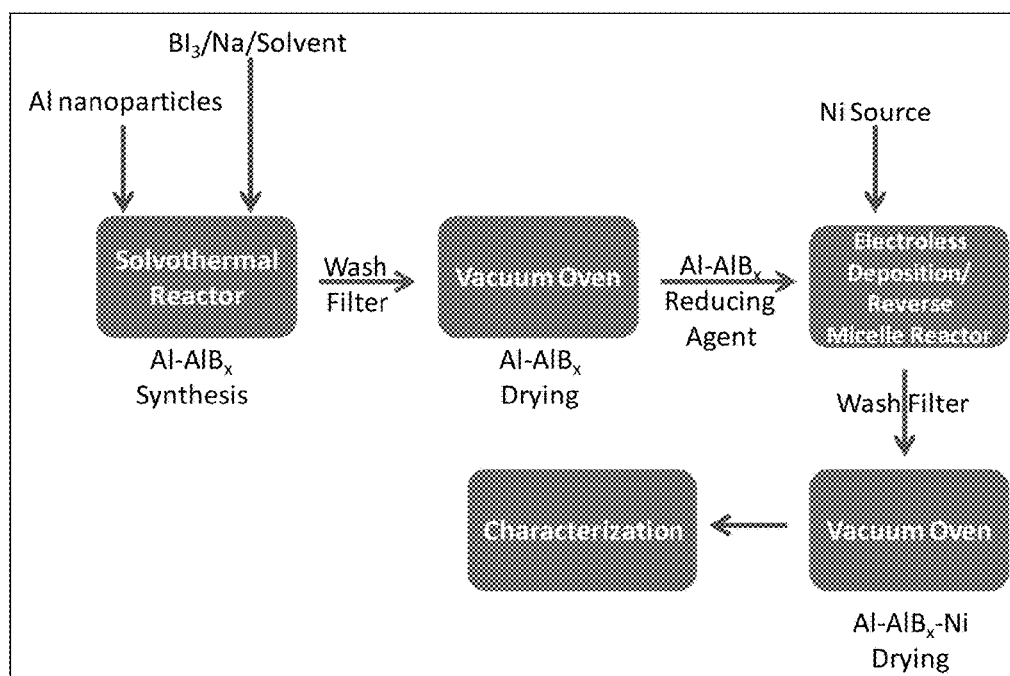 BI₃/Na/Solvent
Al nanoparticles
Ni Source
Solvothermal
Reactor
Wash
Filter
Vacuum Oven
Al-AlBₓ
Reducing
Agent
Electroless
Deposition/
Reverse
Micelle Reactor
Al-AlBₓ
Synthesis
Al-AlBₓ
Drying
Wash Filter
Characterization
Vacuum Oven
Al-AlBₓ-Ni
Drying